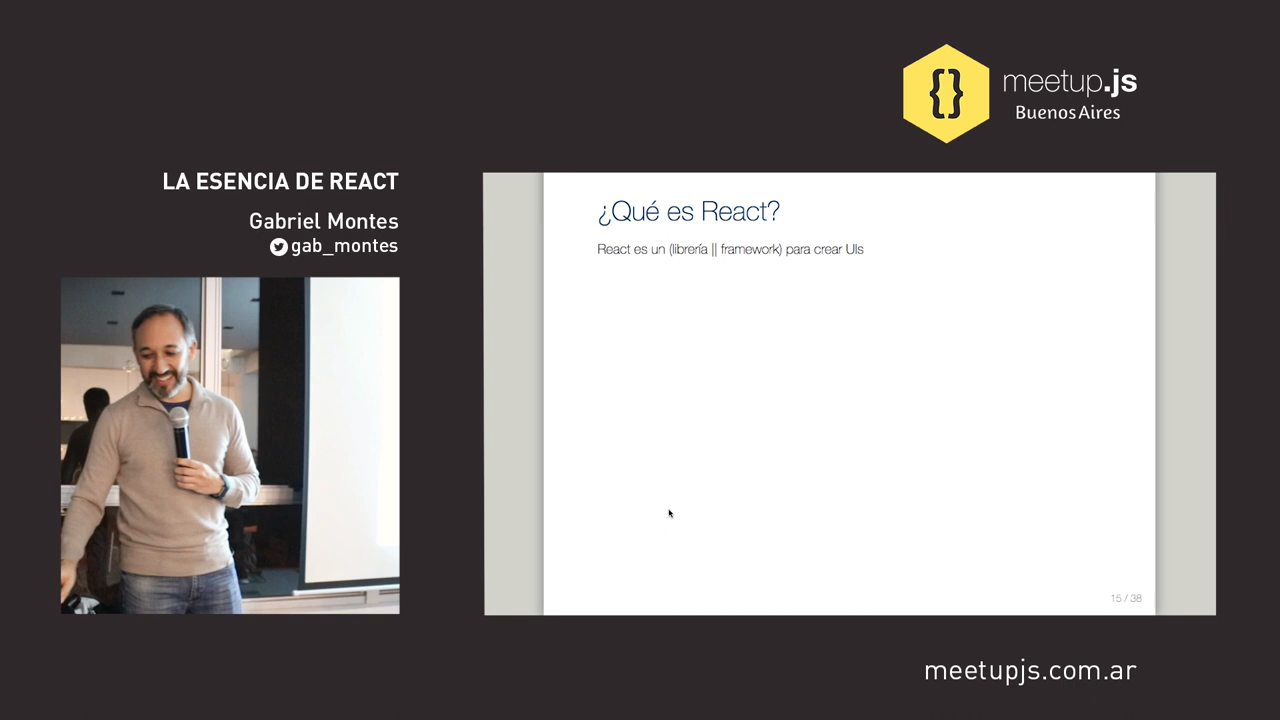 {}
meetup.js
Buenos Aires
LA ESENCIA DE REACT
Gabriel Montes
gab_montes
¿Qué es React?
React es un (librería || framework) para crear UIs
15 / 38
meetupjs.com.ar